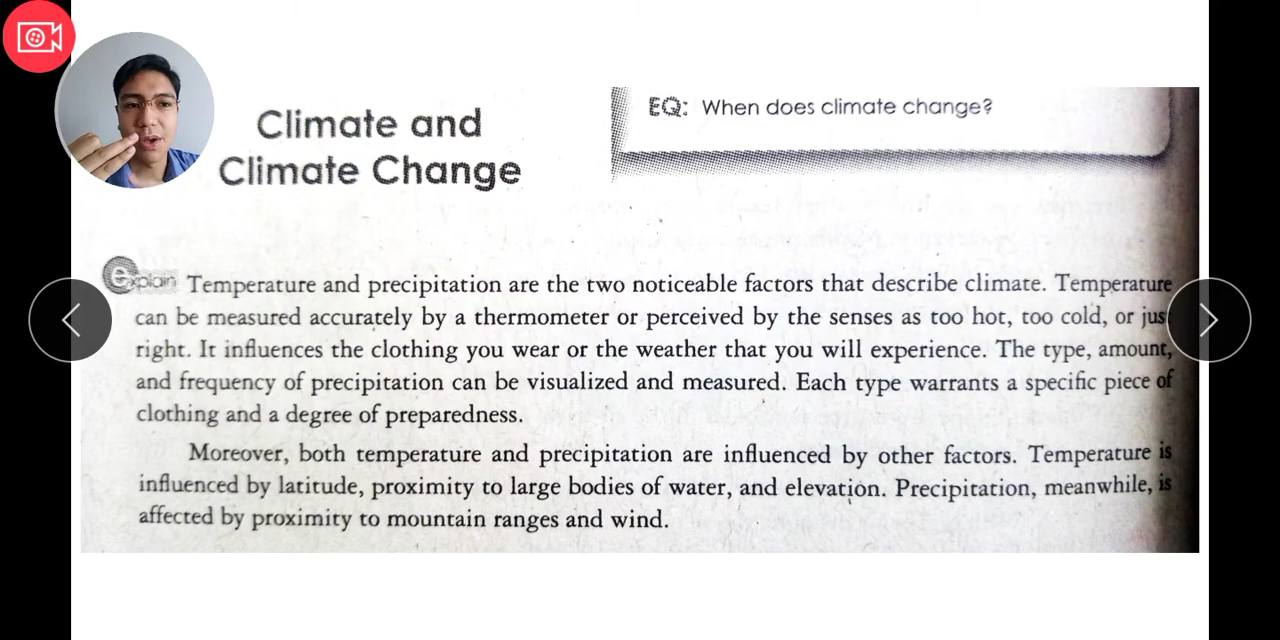 Climate and
Climate Change
EQ: When does climate change?
explain Temperature and precipitation are the two noticeable factors that describe climate. Temperature
can be measured accurately by a thermometer or perceived by the senses as too hot, too cold, or just
right. It influences the clothing you wear or the weather that you will experience. The type, amount,
and frequency of precipitation can be visualized and measured. Each type warrants a specific piece of
clothing and a degree of preparedness.
Moreover, both temperature and precipitation are influenced by other factors. Temperature is
influenced by latitude, proximity to large bodies of water, and elevation. Precipitation, meanwhile, is
affected by proximity to mountain ranges and wind.